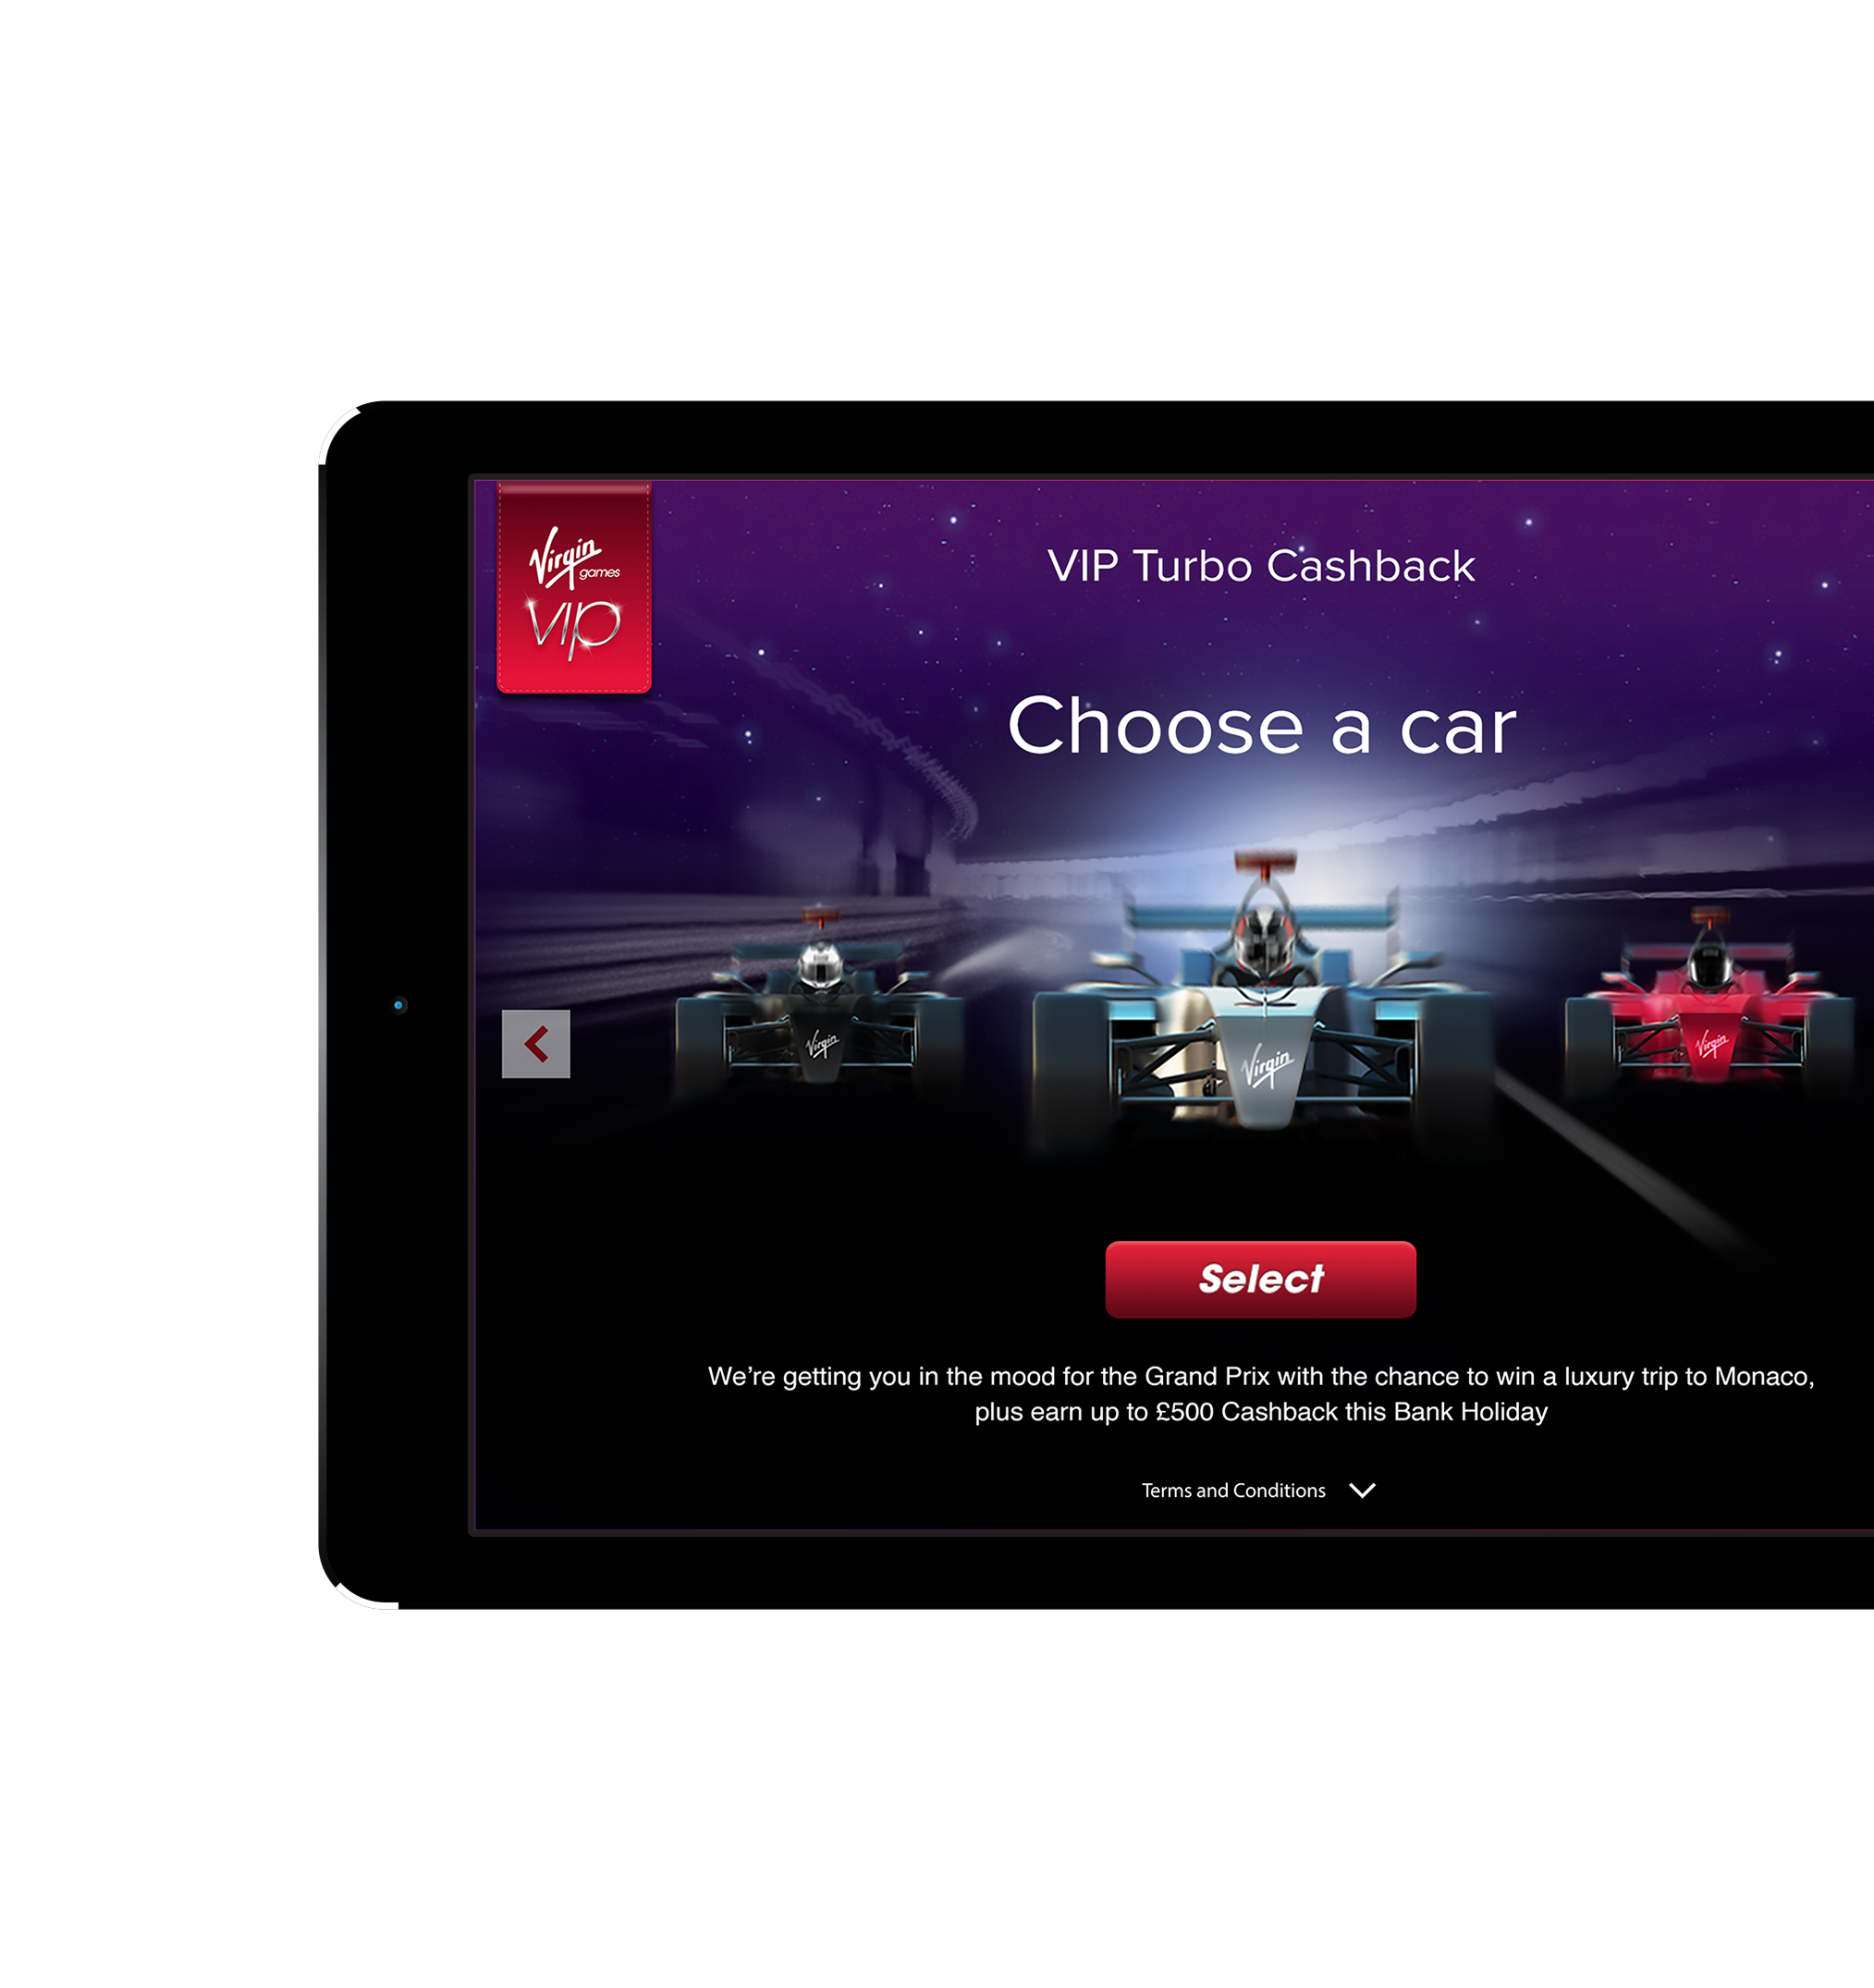 Virgin
games
VIP
VIP Turbo Cashback
Choose a car
Virgin
Virgin
Virgin
Select
We’re getting you in the mood for the Grand Prix with the chance to win a luxury trip to Monaco,
plus earn up to £500 Cashback this Bank Holiday
Terms and Conditions